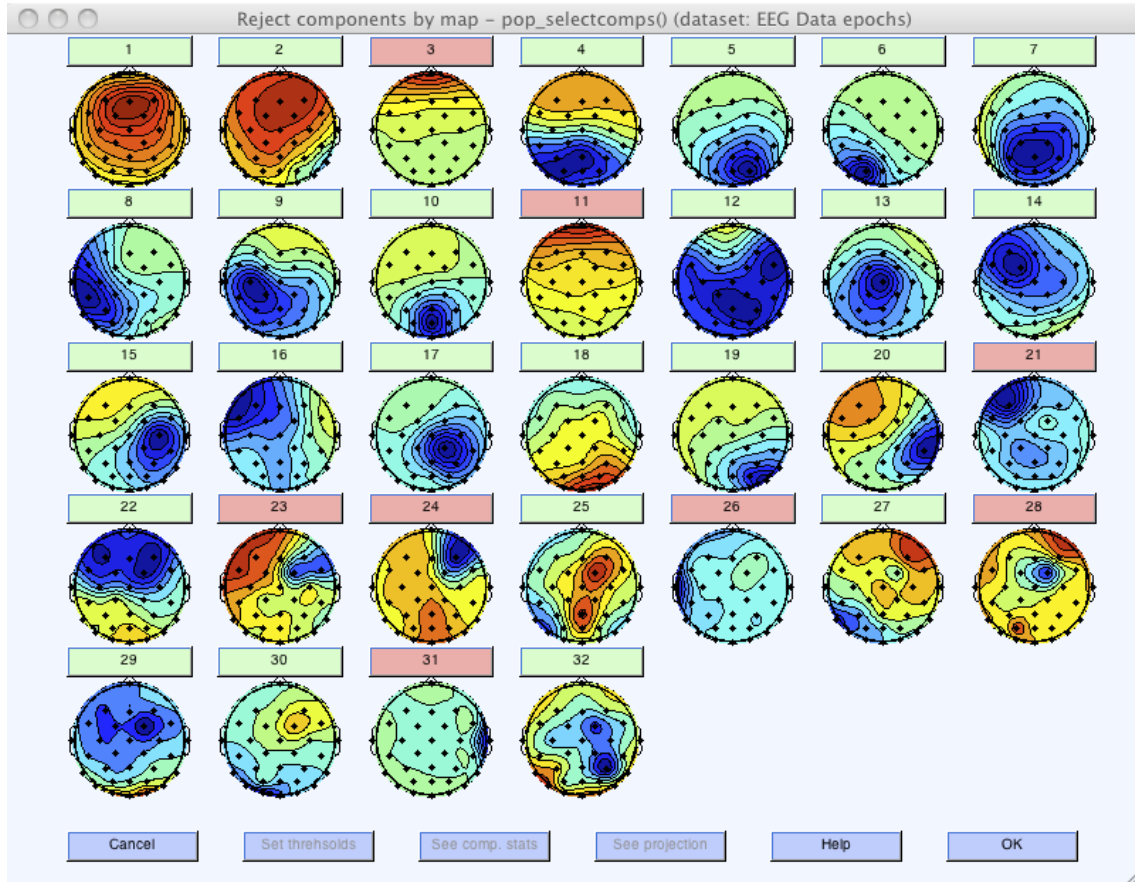 Reject components by map – pop_selectcomps() (dataset: EEG Data epochs)
1 2 3 4 5 6 7
8 9 10 11 12 13 14
15 16 17 18 19 20 21
22 23 24 25 26 27 28
29 30 31 32
Cancel Set threhsolds See comp. stats See projection Help OK